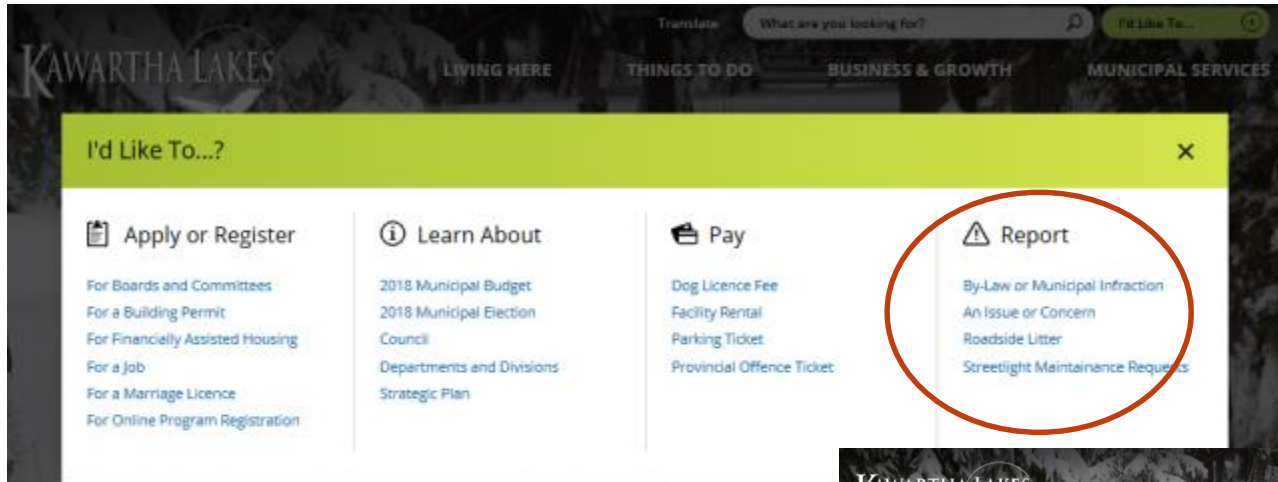 Translate
What are you looking for?
I'd Like To...
KAWARTHA LAKES
LIVING HERE
THINGS TO DO
BUSINESS & GROWTH
MUNICIPAL SERVICES
I'd Like To...?
Apply or Register
For Boards and Committees
For a Building Permit
For Financially Assisted Housing
For a Job
For a Marriage Licence
For Online Program Registration
Learn About
2018 Municipal Budget
2018 Municipal Election
Council
Departments and Divisions
Strategic Plan
Pay
Dog Licence Fee
Facility Rental
Parking Ticket
Provincial Offence Ticket
Report
By-Law or Municipal Infraction
An Issue or Concern
Roadside Litter
Streetlight Maintainance Requests
KAWARTHA LAKES